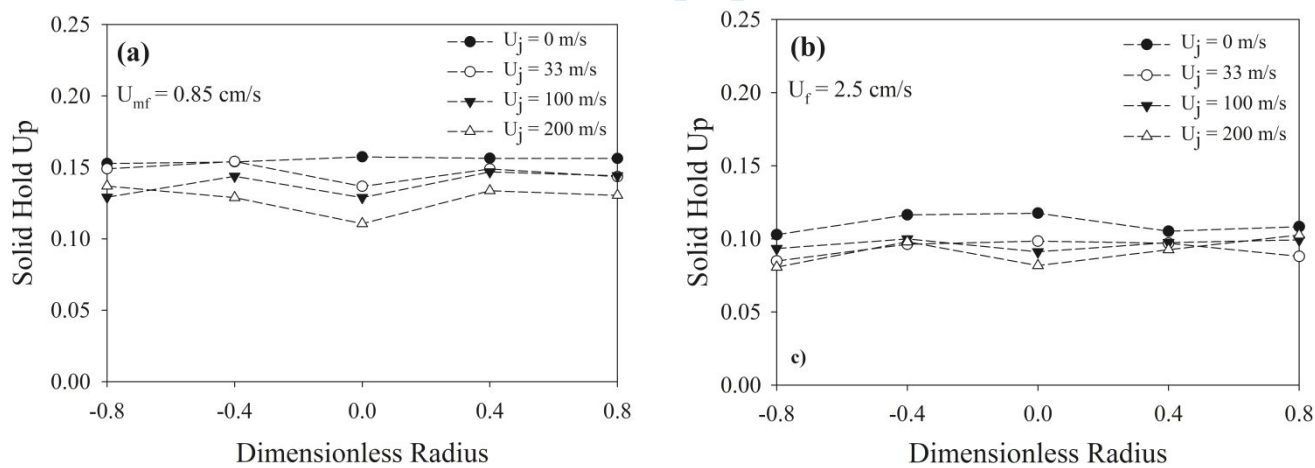 (a)
U_mf = 0.85 cm/s
U_j = 0 m/s
U_j = 33 m/s
U_j = 100 m/s
U_j = 200 m/s
Solid Hold Up
0.25
0.20
0.15
0.10
0.05
0.00
-0.8 -0.4 0.0 0.4 0.8
Dimensionless Radius
(b)
U_f = 2.5 cm/s
U_j = 0 m/s
U_j = 33 m/s
U_j = 100 m/s
U_j = 200 m/s
Solid Hold Up
0.25
0.20
0.15
0.10
0.05
0.00
c)
-0.8 -0.4 0.0 0.4 0.8
Dimensionless Radius